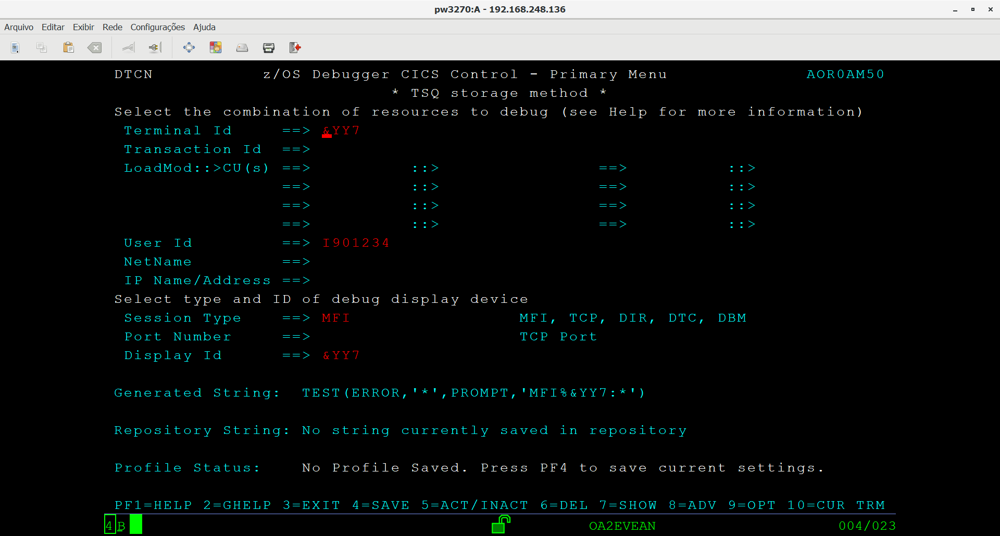 pw3270:A - 192.168.248.136
Arquivo Editar Exibir Rede Configurações Ajuda
DTCN z/OS Debugger CICS Control - Primary Menu AOR0AM50
* TSQ storage method *
Select the combination of resources to debug (see Help for more information)
Terminal Id ==> &YY7
Transaction Id ==>
LoadMod::>CU(s) ==> ::> ==> ::>
==> ::> ==> ::>
==> ::> ==> ::>
==> ::> ==> ::>
User Id ==> I901234
NetName ==>
IP Name/Address ==>
Select type and ID of debug display device
Session Type ==> MFI MFI, TCP, DIR, DTC, DBM
Port Number ==> TCP Port
Display Id ==> &YY7
Generated String: TEST(ERROR,'*',PROMPT,'MFI%&YY7:*')
Repository String: No string currently saved in repository
Profile Status: No Profile Saved. Press PF4 to save current settings.
PF1=HELP 2=GHELP 3=EXIT 4=SAVE 5=ACT/INACT 6=DEL 7=SHOW 8=ADV 9=OPT 10=CUR TRM
4 B OA2EVEAN 004/023